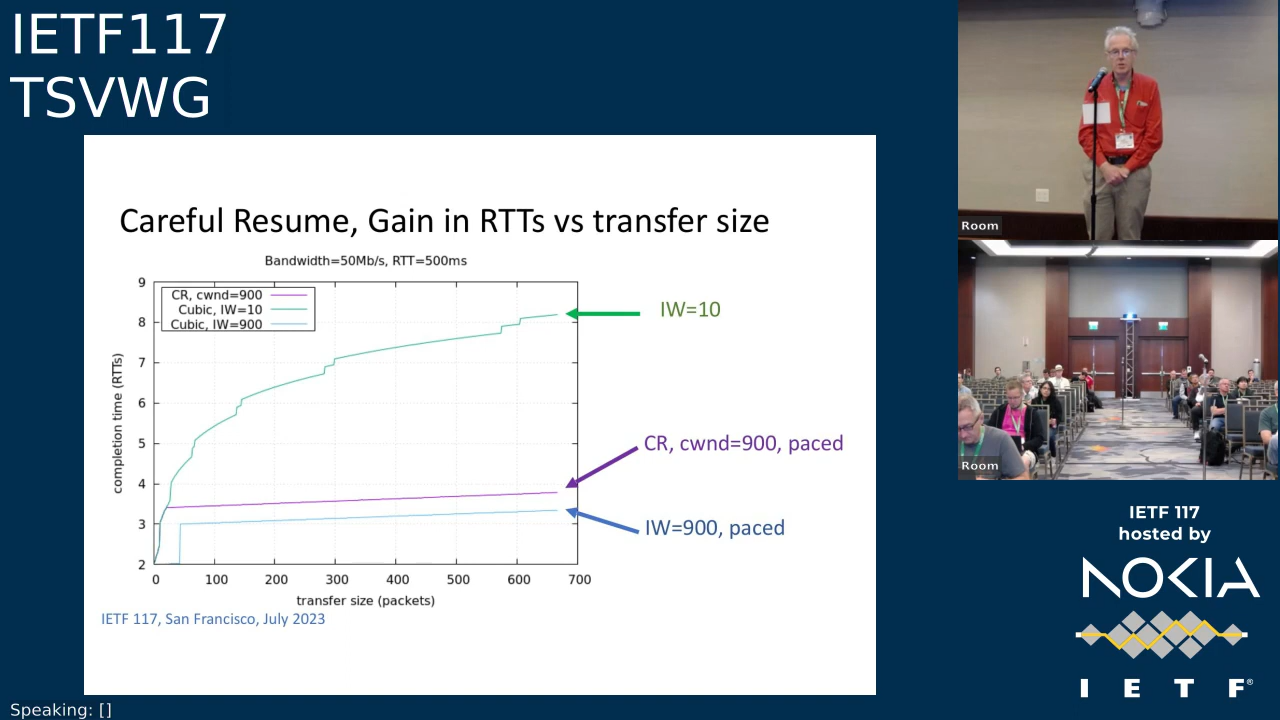 IETF117
TSVWG
Careful Resume, Gain in RTTs vs transfer size
Bandwidth=50Mb/s, RTT=500ms
CR, cwnd=900
Cubic, IW=10
Cubic, IW=900
9
8
7
6
5
4
3
2
completion time (RTTs)
0 100 200 300 400 500 600 700
transfer size (packets)
IW=10
CR, cwnd=900, paced
IW=900, paced
IETF 117, San Francisco, July 2023
Room
Room
IETF 117
hosted by
NOKIA
I E T F®
Speaking: []